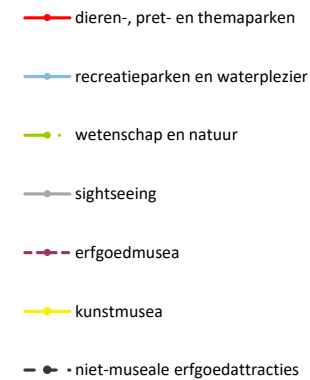 dieren-, pret- en themaparken
recreatieparken en waterplezier
wetenschap en natuur
sightseeing
erfgoedmusea
kunstmusea
niet-museale erfgoedattracties